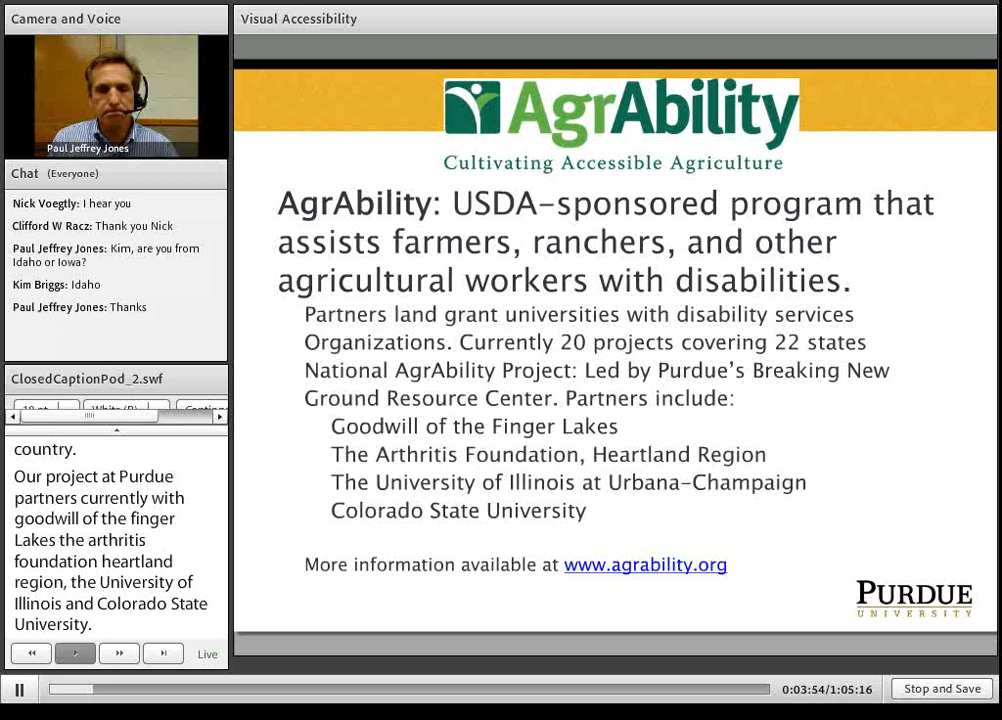 Camera and Voice
Paul Jeffrey Jones
Chat (Everyone)
Nick Voegtly: I hear you
Clifford W Racz: Thank you Nick
Paul Jeffrey Jones: Kim, are you from
Idaho or Iowa?
Kim Briggs: Idaho
Paul Jeffrey Jones: Thanks
ClosedCaptionPod_2.swf
country.
Our project at Purdue
partners currently with
goodwill of the finger
Lakes the arthritis
foundation heartland
region, the University of
Illinois and Colorado State
University.
Live
Visual Accessibility
AgrAbility
Cultivating Accessible Agriculture
AgrAbility: USDA-sponsored program that
assists farmers, ranchers, and other
agricultural workers with disabilities.
Partners land grant universities with disability services
Organizations. Currently 20 projects covering 22 states
National AgrAbility Project: Led by Purdue's Breaking New
Ground Resource Center. Partners include:
Goodwill of the Finger Lakes
The Arthritis Foundation, Heartland Region
The University of Illinois at Urbana-Champaign
Colorado State University
More information available at www.agrability.org
PURDUE
UNIVERSITY
0:03:54/1:05:16
Stop and Save